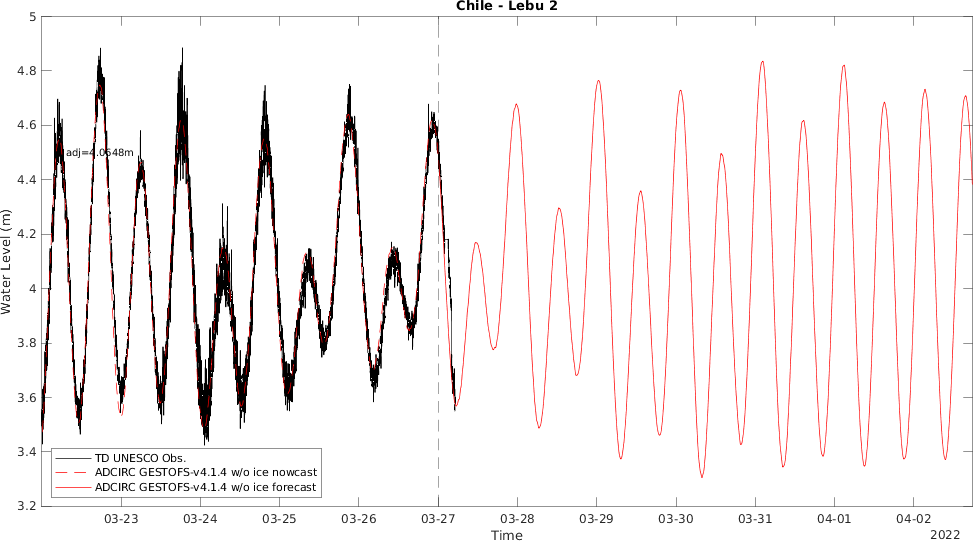 Chile - Lebu 2
Water Level (m)
5
4.8
4.6
4.4
4.2
4
3.8
3.6
3.4
3.2
adj=4.0648m
TD UNESCO Obs.
ADCIRC GESTOFS-v4.1.4 w/o ice nowcast
ADCIRC GESTOFS-v4.1.4 w/o ice forecast
03-23 03-24 03-25 03-26 03-27 03-28 03-29 03-30 03-31 04-01 04-02
Time
2022